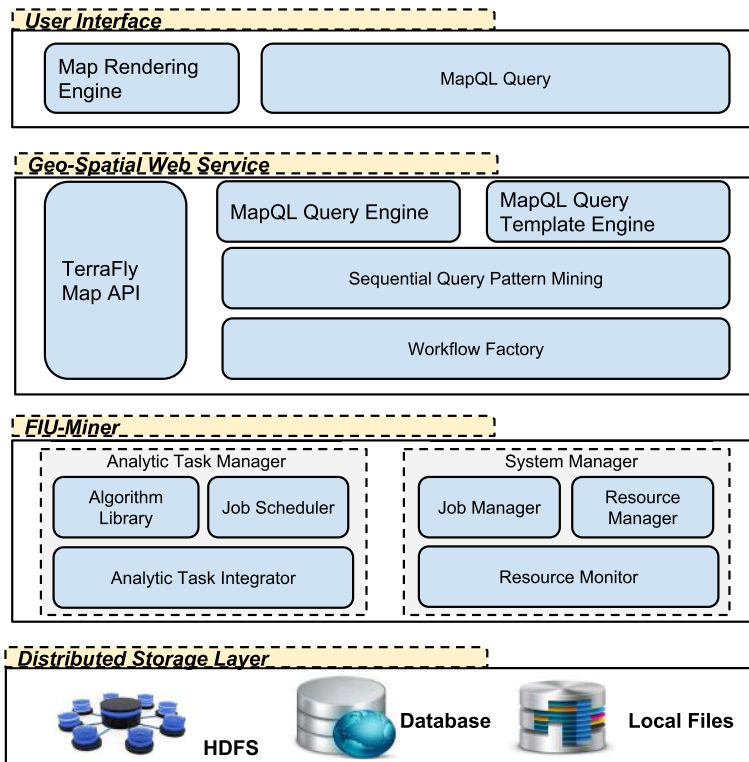 User Interface
Map Rendering
Engine
MapQL Query
Geo-Spatial Web Service
TerraFly
Map API
MapQL Query Engine
MapQL Query
Template Engine
Sequential Query Pattern Mining
Workflow Factory
FIU-Miner
Analytic Task Manager
Algorithm
Library
Job Scheduler
Analytic Task Integrator
System Manager
Job Manager
Resource
Manager
Resource Monitor
Distributed Storage Layer
HDFS
Database
Local Files